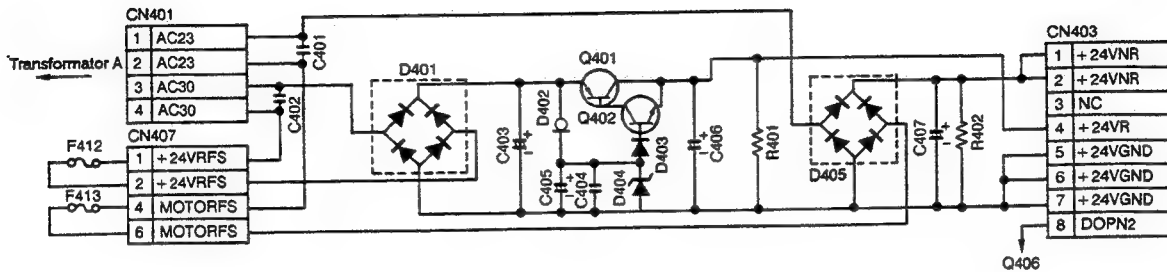 CN401
1 AC23
2 AC23
3 AC30
4 AC30
Transformator A
C401
C402
CN407
1 +24VRFS
2 +24VRFS
4 MOTORFS
6 MOTORFS
F412
F413
D401
C403
D402
C405
C404
Q401
Q402
D403
D404
C406
R401
D405
C407
R402
CN403
1 +24VNR
2 +24VNR
3 NC
4 +24VR
5 +24VGND
6 +24VGND
7 +24VGND
8 DOPN2
Q406